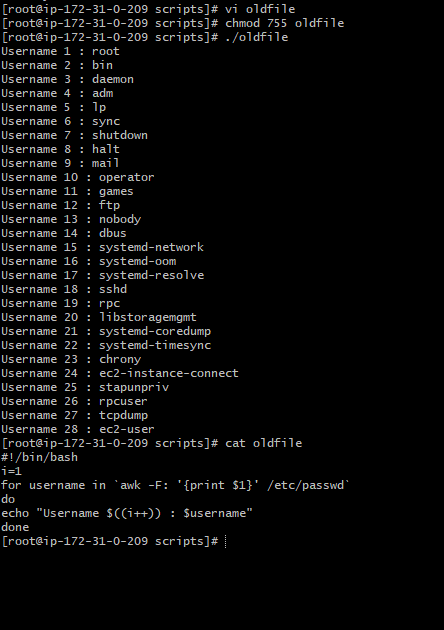 [root@ip-172-31-0-209 scripts]# vi oldfile
[root@ip-172-31-0-209 scripts]# chmod 755 oldfile
[root@ip-172-31-0-209 scripts]# ./oldfile
Username 1 : root
Username 2 : bin
Username 3 : daemon
Username 4 : adm
Username 5 : lp
Username 6 : sync
Username 7 : shutdown
Username 8 : halt
Username 9 : mail
Username 10 : operator
Username 11 : games
Username 12 : ftp
Username 13 : nobody
Username 14 : dbus
Username 15 : systemd-network
Username 16 : systemd-oom
Username 17 : systemd-resolve
Username 18 : sshd
Username 19 : rpc
Username 20 : libstoragemgmt
Username 21 : systemd-coredump
Username 22 : systemd-timesync
Username 23 : chrony
Username 24 : ec2-instance-connect
Username 25 : stapunpriv
Username 26 : rpcuser
Username 27 : tcpdump
Username 28 : ec2-user
[root@ip-172-31-0-209 scripts]# cat oldfile
#!/bin/bash
i=1
for username in `awk -F: '{print $1}' /etc/passwd`
do
echo "Username $((i++)) : $username"
done
[root@ip-172-31-0-209 scripts]#